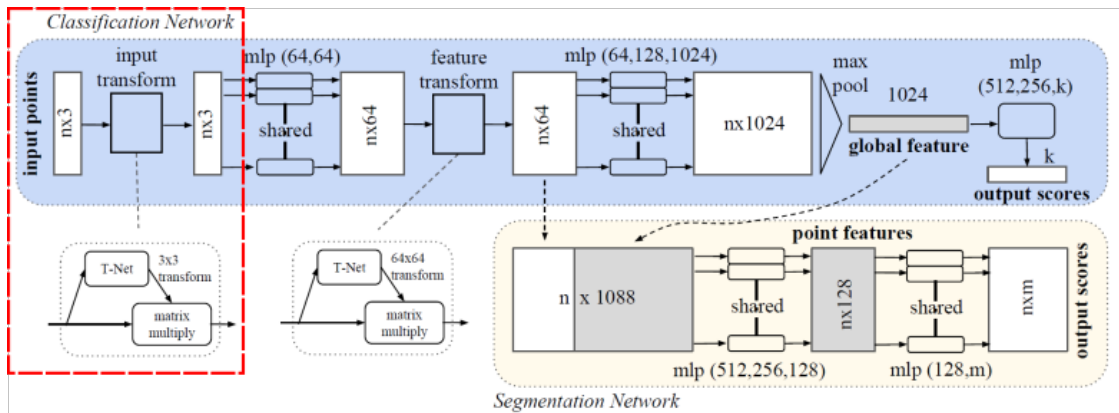 Classification Network
input
transform
mlp (64,64)
feature
transform
mlp (64,128,1024)
max
pool
mlp
(512,256,k)
input points
nx3
nx3
shared
nx64
nx64
shared
nx1024
1024
global feature
k
output scores
T-Net
3x3
transform
matrix
multiply
T-Net
64x64
transform
matrix
multiply
point features
n x 1088
shared
nx128
shared
nxm
output scores
mlp (512,256,128)
mlp (128,m)
Segmentation Network